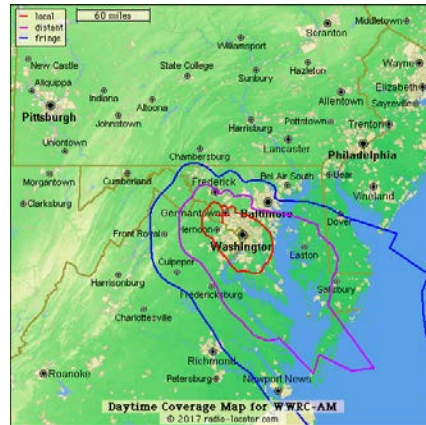 local
distant
fringe
60 miles
Scranton
Middletown
Williamsport
New Castle
State College
Hazleton
Wayne
Aliquippa
Sunbury
Elizabeth
Indiana
Altoona
Allentown
Sayreville
Pittsburgh
Johnstown
Harrisburg
Pottstown
Trenton
Uniontown
Lancaster
Philadelphia
Chambersburg
Morgantown
Cumberland
Bel Air South
Bear
Frederick
Vineland
Clarksburg
Germantown
Baltimore
Dover
Front Royal
Herndon
Washington
Easton
Culpeper
Harrisonburg
Salisbury
Fredericksburg
Charlottesville
Richmond
Roanoke
Petersburg
Newport News
Daytime Coverage Map for WWRC-AM
© 2017 radio-locator.com